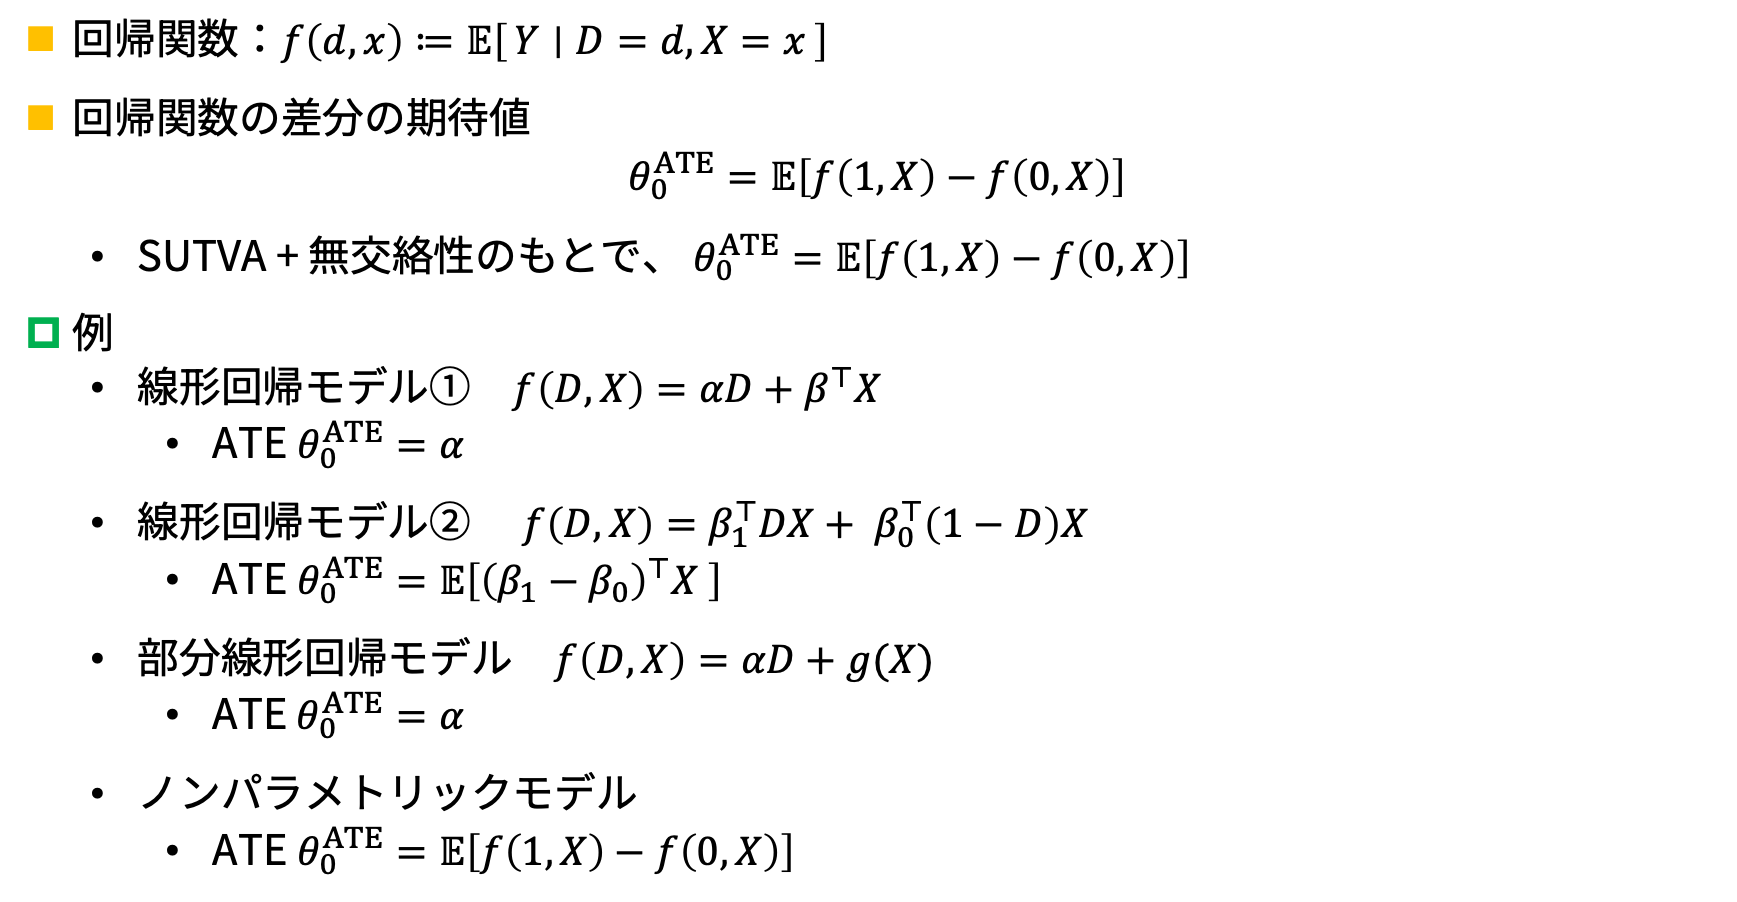 ■ 回帰関数：f(d, x) ≔ 𝔼[ Y ∣ D = d, X = x ]
■ 回帰関数の差分の期待値
θ₀^ATE = 𝔼[f(1, X) − f(0, X)]
• SUTVA + 無交絡性のもとで、 θ₀^ATE = 𝔼[f(1, X) − f(0, X)]
例
• 線形回帰モデル① f(D, X) = αD + β^⊤X
• ATE θ₀^ATE = α
• 線形回帰モデル② f(D, X) = β₁^⊤DX + β₀^⊤(1 − D)X
• ATE θ₀^ATE = 𝔼[(β₁ − β₀)^⊤X ]
• 部分線形回帰モデル f(D, X) = αD + g(X)
• ATE θ₀^ATE = α
• ノンパラメトリックモデル
• ATE θ₀^ATE = 𝔼[f(1, X) − f(0, X)]